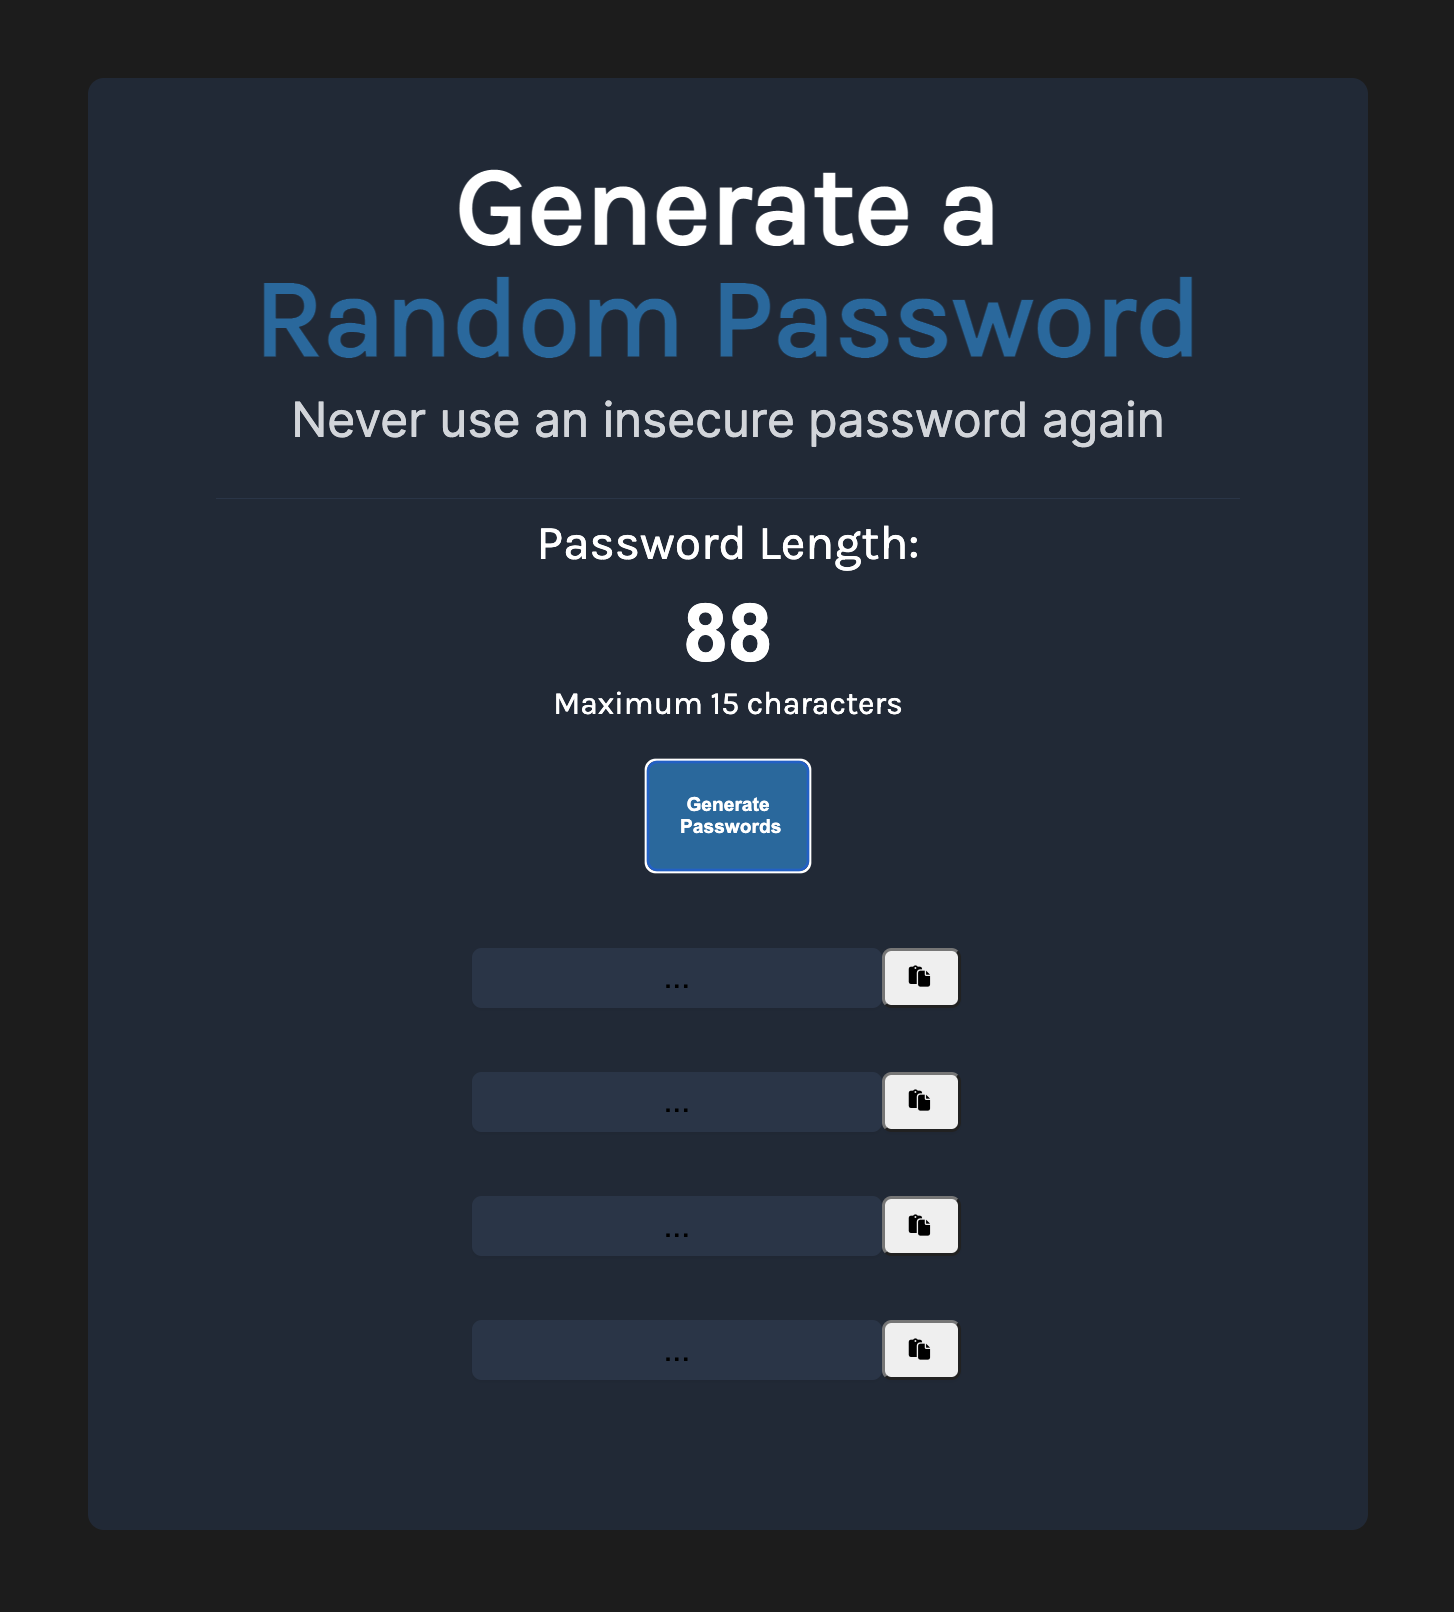 Generate a
Random Password
Never use an insecure password again
Password Length:
88
Maximum 15 characters
Generate
Passwords
...
...
...
...